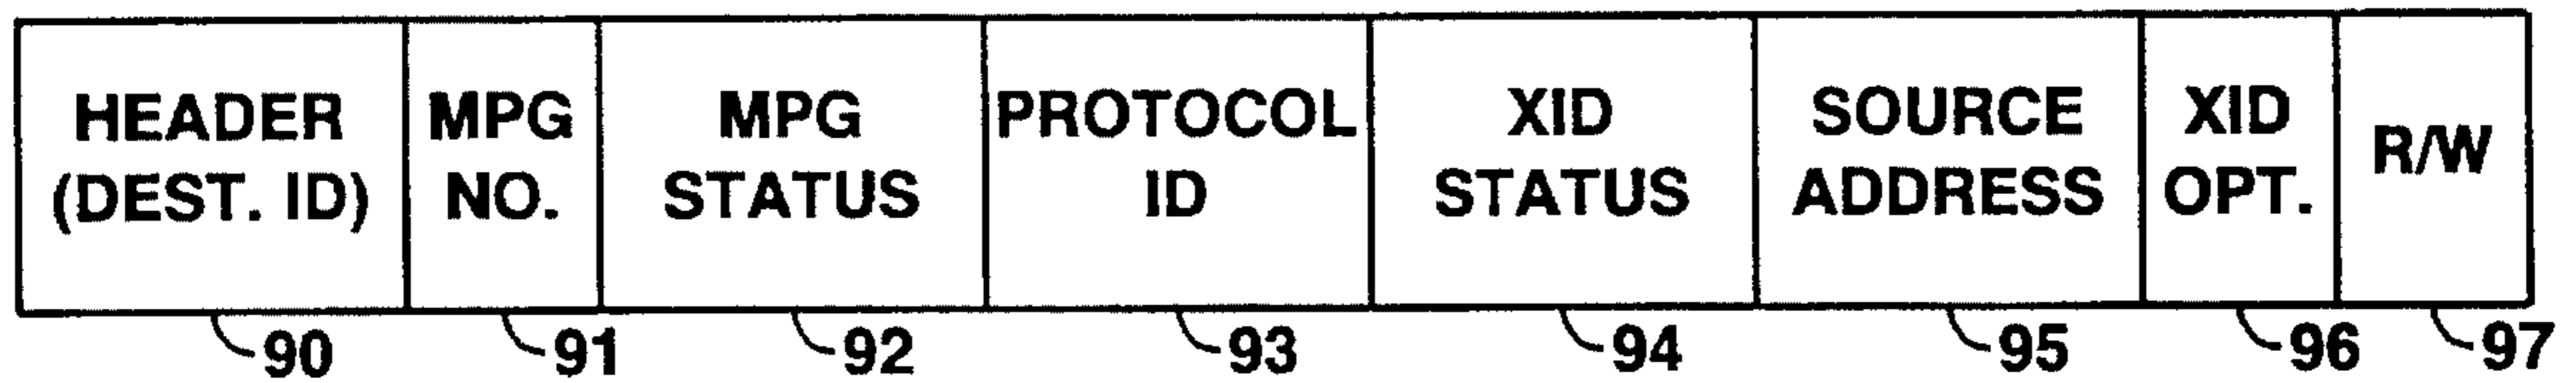 HEADER
(DEST. ID)
MPG
NO.
MPG
STATUS
PROTOCOL
ID
XID
STATUS
SOURCE
ADDRESS
XID
OPT.
R/W
90
91
92
93
94
95
96
97